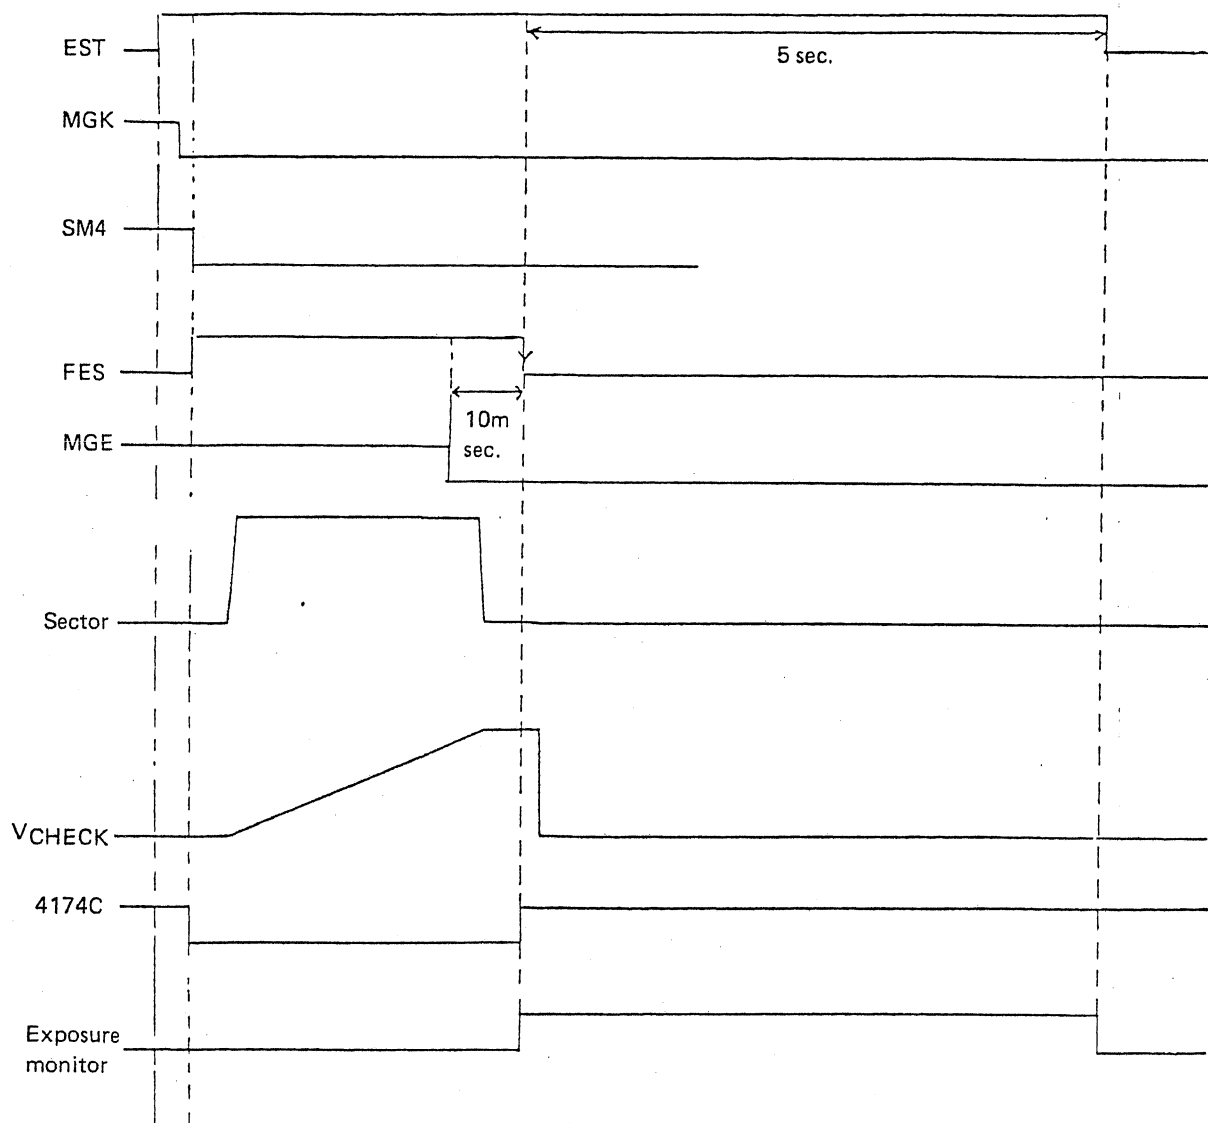 EST
5 sec.
MGK
SM4
FES
10m
sec.
MGE
Sector
VCHECK
4174C
Exposure
monitor